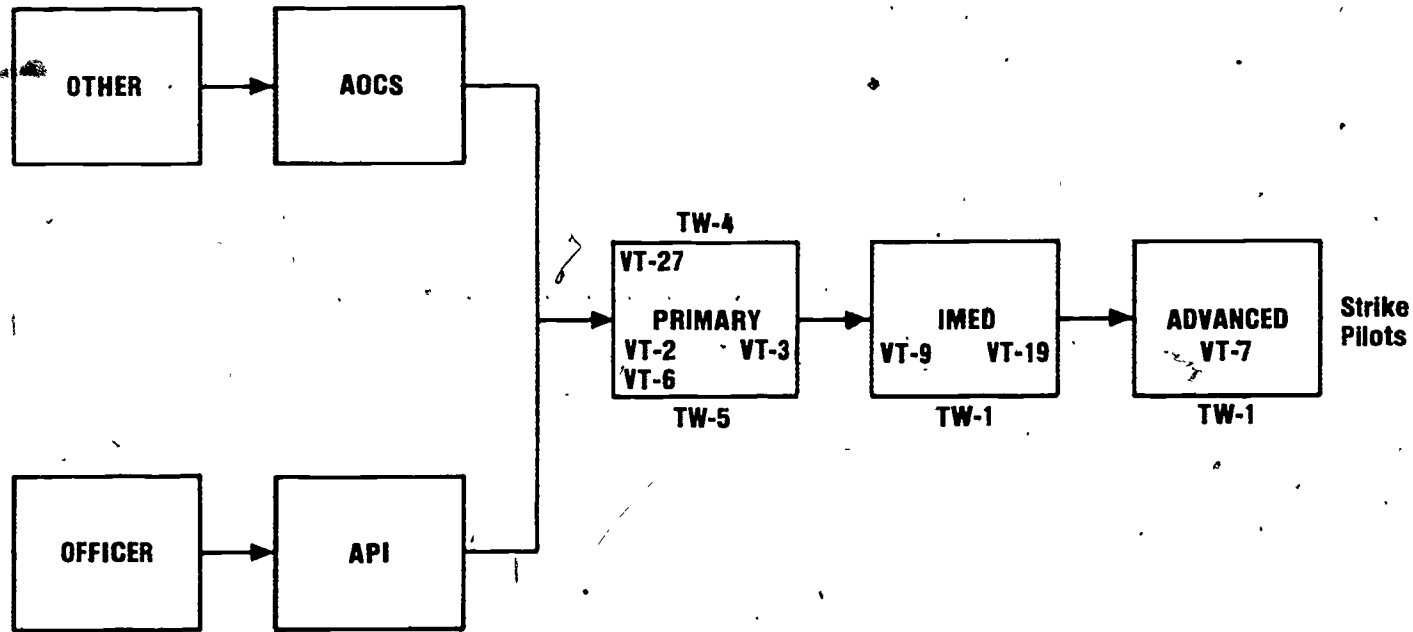 OTHER
AOCS
TW-4
VT-27
PRIMARY
VT-2 VT-3
VT-6
TW-5
IMED
VT-9 VT-19
TW-1
ADVANCED
VT-7
TW-1
Strike
Pilots
OFFICER
API